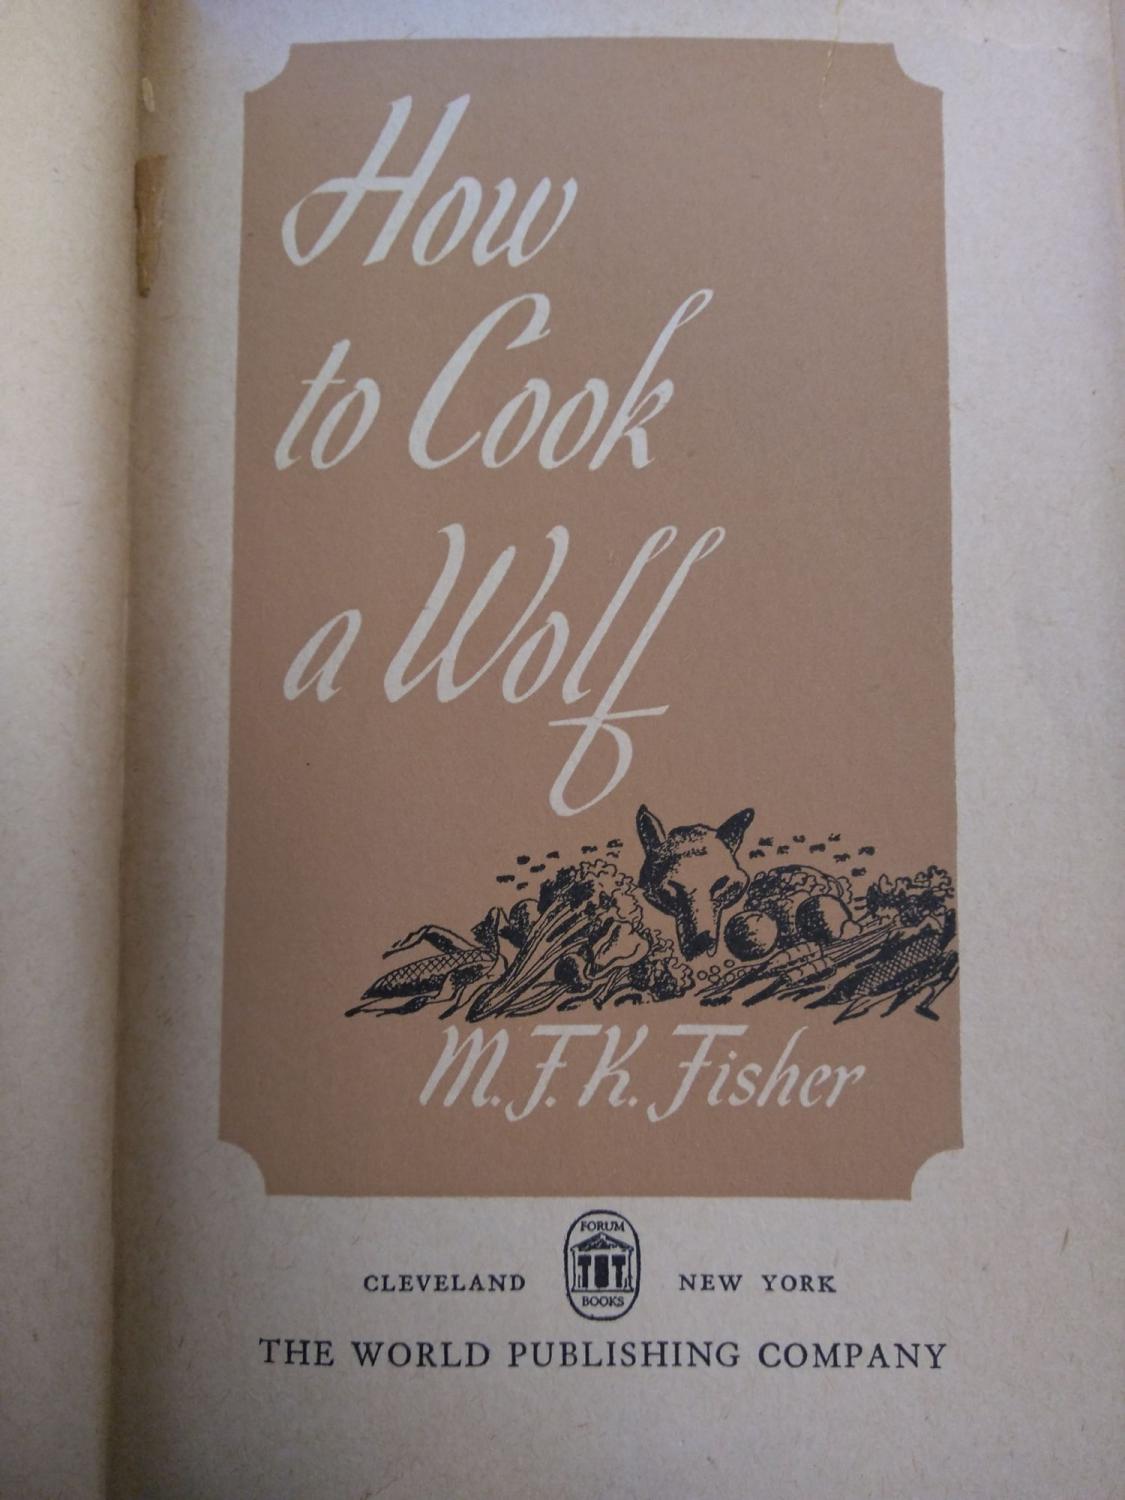 How
to Cook
a Wolf
M. F. K. Fisher
FORUM
BOOKS
CLEVELAND NEW YORK
THE WORLD PUBLISHING COMPANY